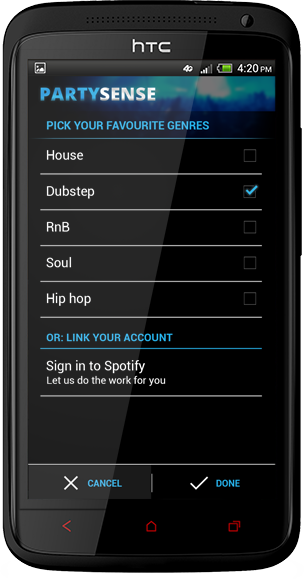 hTC
4G 4:20 PM
PARTYSENSE
PICK YOUR FAVOURITE GENRES
House
Dubstep
RnB
Soul
Hip hop
OR: LINK YOUR ACCOUNT
Sign in to Spotify
Let us do the work for you
CANCEL DONE